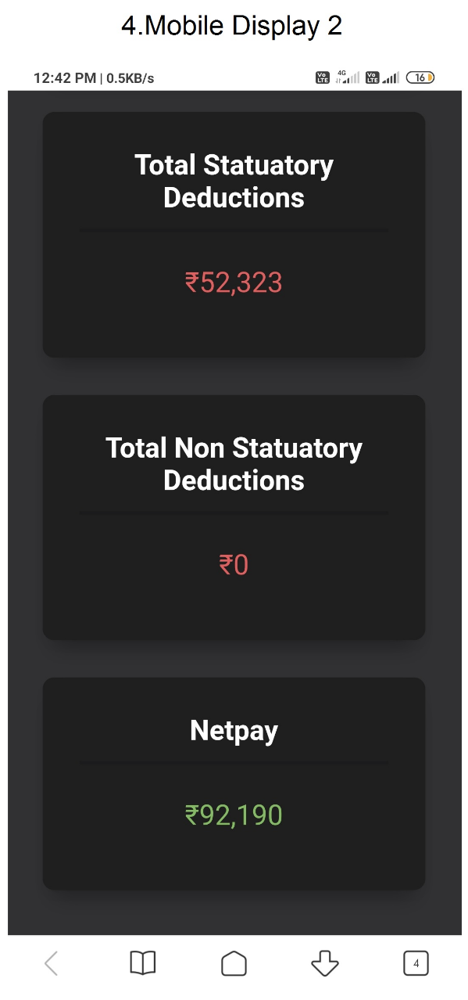 4.Mobile Display 2
12:42 PM | 0.5KB/s Vo LTE 4G Vo LTE 16
Total Statuatory
Deductions
₹52,323
Total Non Statuatory
Deductions
₹0
Netpay
₹92,190
4